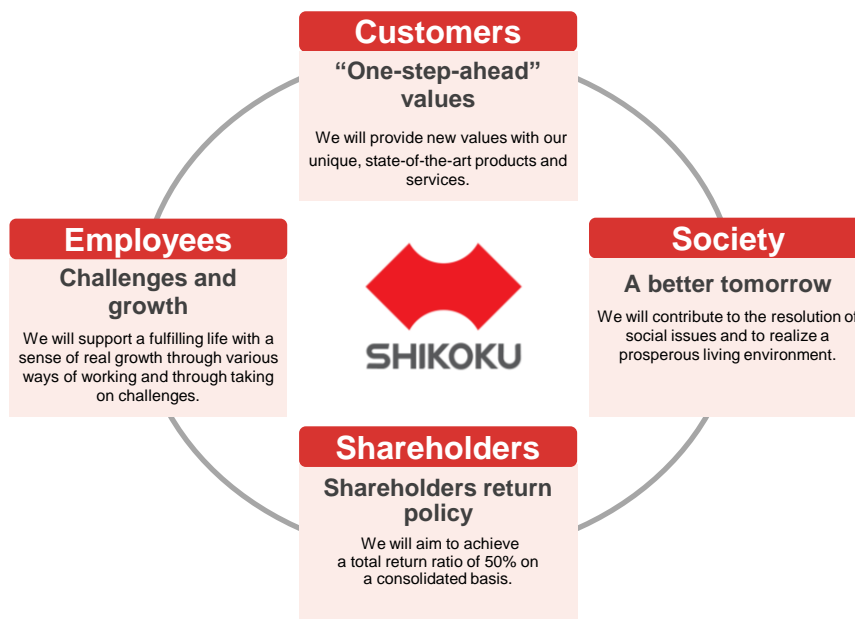 Customers
“One-step-ahead”
values
We will provide new values with our
unique, state-of-the-art products and
services.
Employees
Challenges and
growth
We will support a fulfilling life with a
sense of real growth through various
ways of working and through taking
on challenges.
SHIKOKU
Society
A better tomorrow
We will contribute to the resolution of
social issues and to realize a
prosperous living environment.
Shareholders
Shareholders return
policy
We will aim to achieve
a total return ratio of 50% on
a consolidated basis.